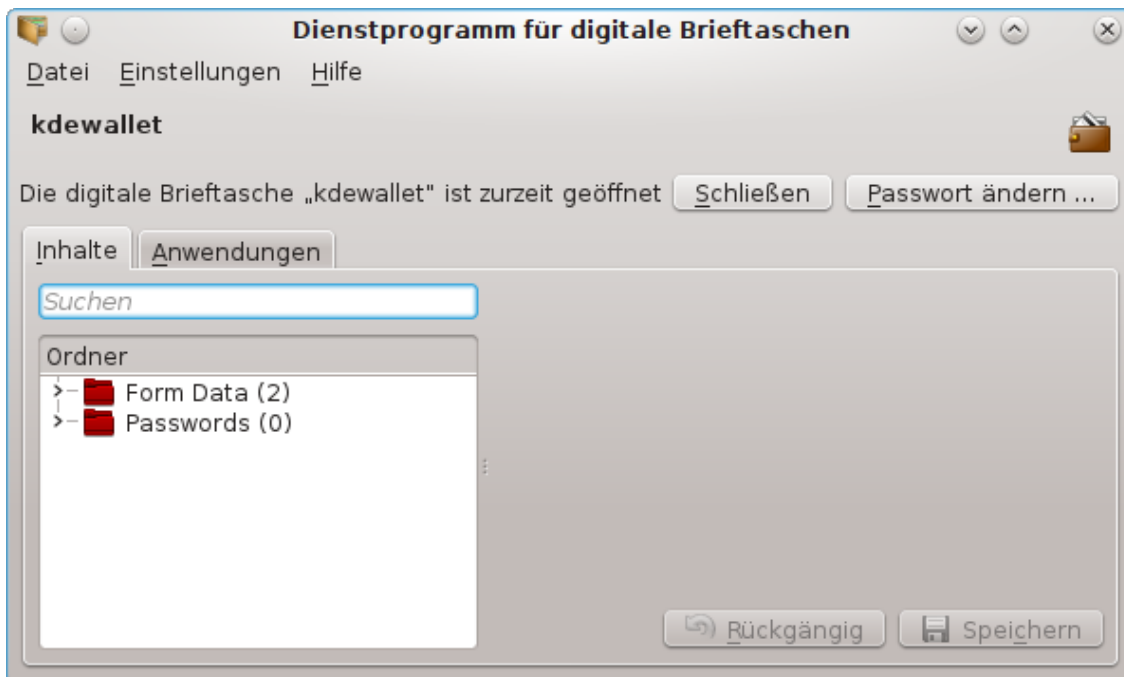 Dienstprogramm für digitale Brieftaschen
Datei Einstellungen Hilfe
kdewallet
Die digitale Brieftasche „kdewallet" ist zurzeit geöffnet Schließen Passwort ändern ...
Inhalte Anwendungen
Suchen
Ordner
Form Data (2)
Passwords (0)
Rückgängig Speichern